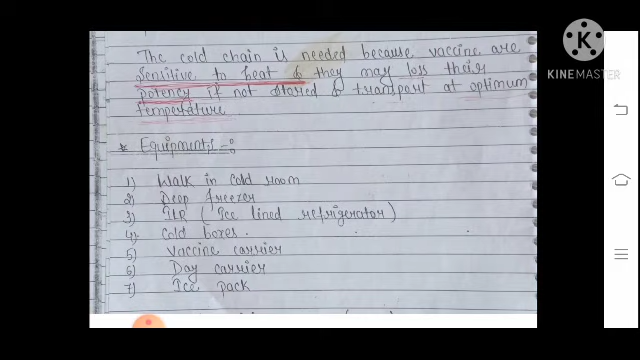 The cold chain is needed because vaccine are
sensitive to heat & they may loss their
potency if not stored & transport at optimum
temperature
* Equipments :-
1) Walk in cold room
2) Deep freezer
3) ILR ( Ice lined refrigerator )
4) Cold boxes.
5) Vaccine carrier
6) Day carrier
7) Ice pack
KINEMASTER